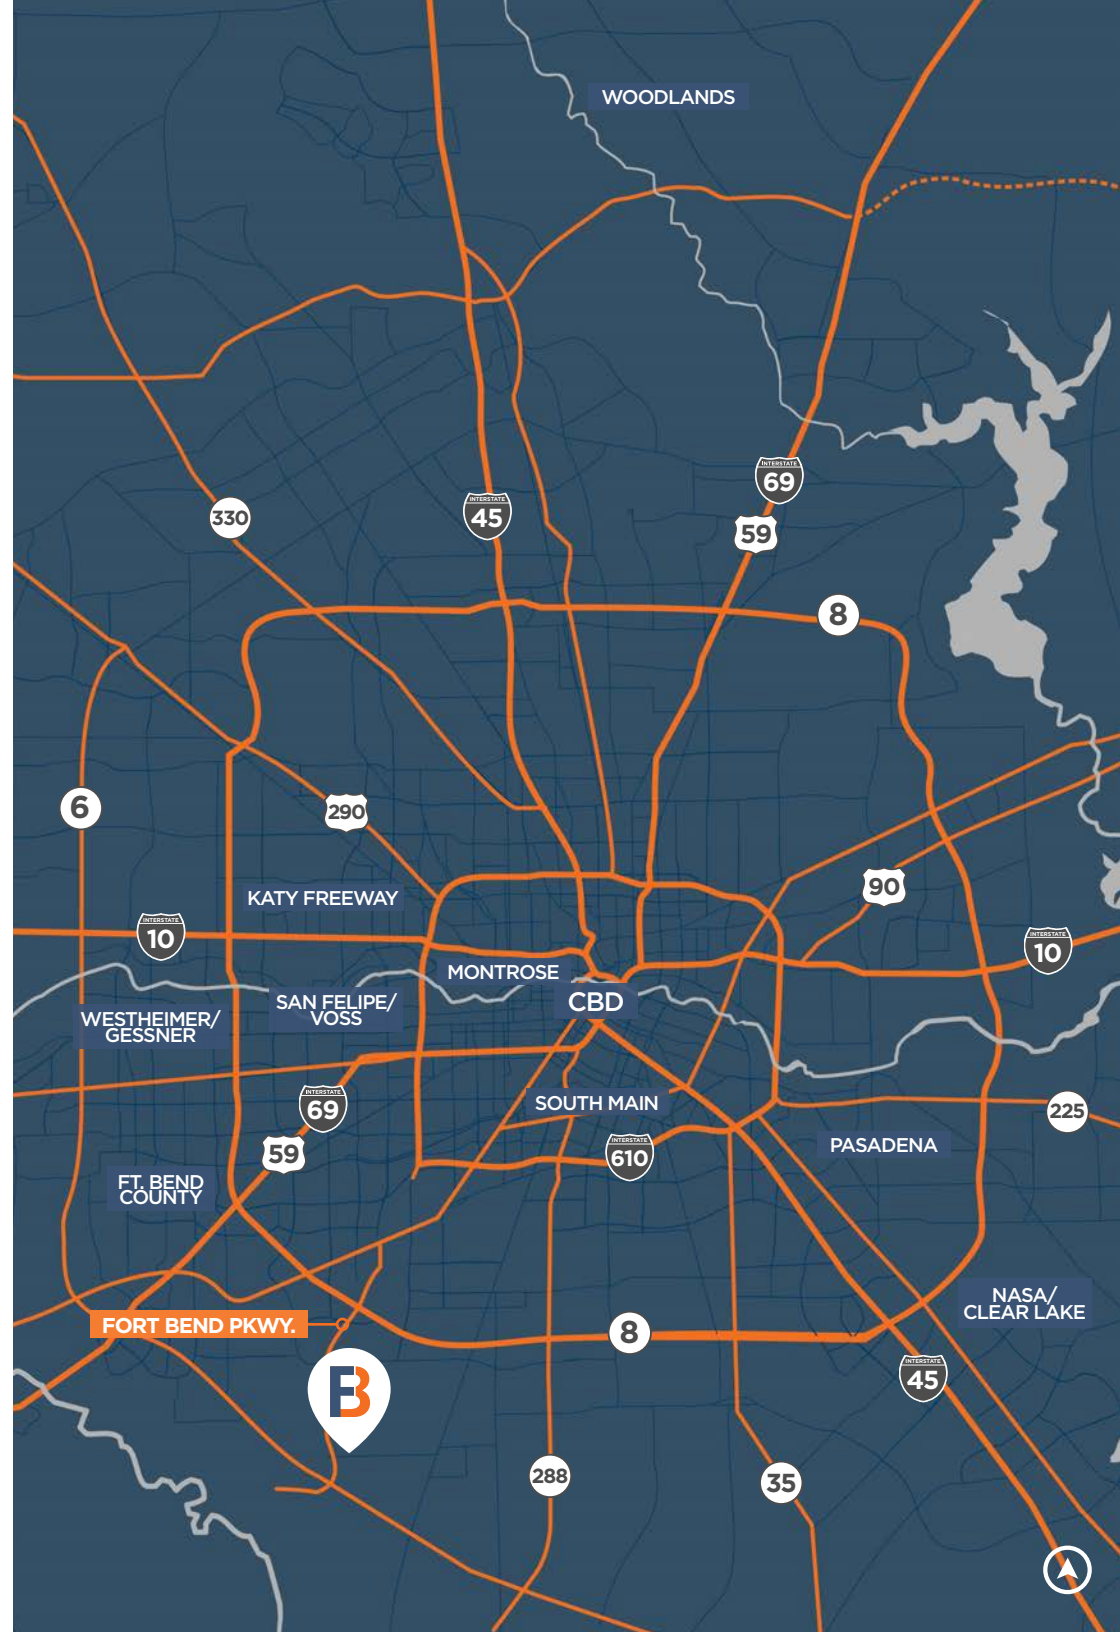 WOODLANDS
INTERSTATE
69
330
INTERSTATE
45
59
8
6
290
90
KATY FREEWAY
INTERSTATE
10
INTERSTATE
10
MONTROSE
CBD
SAN FELIPE/
VOSS
WESTHEIMER/
GESSNER
INTERSTATE
69
SOUTH MAIN
225
59
INTERSTATE
610
PASADENA
FT. BEND
COUNTY
NASA/
CLEAR LAKE
FORT BEND PKWY.
8
INTERSTATE
45
FB
288
35